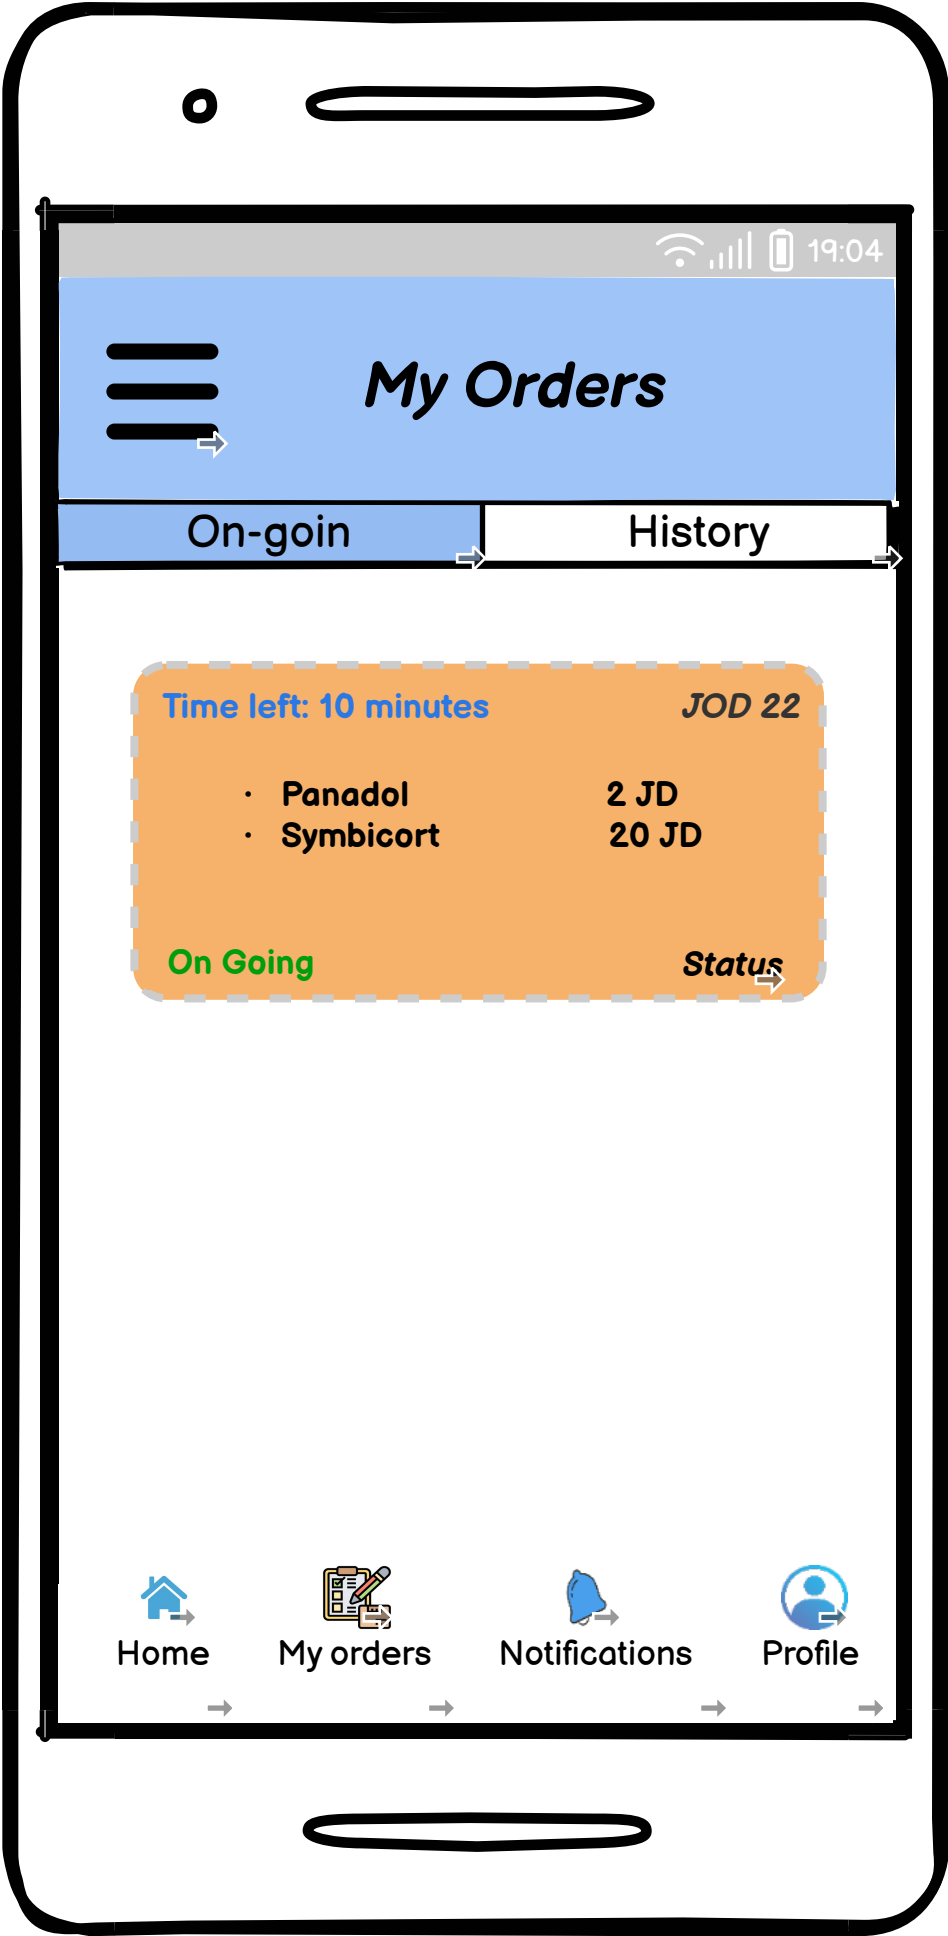 19:04
My Orders
On-goin History
Time left: 10 minutes JOD 22
· Panadol 2 JD
· Symbicort 20 JD
On Going Status
Home My orders Notifications Profile